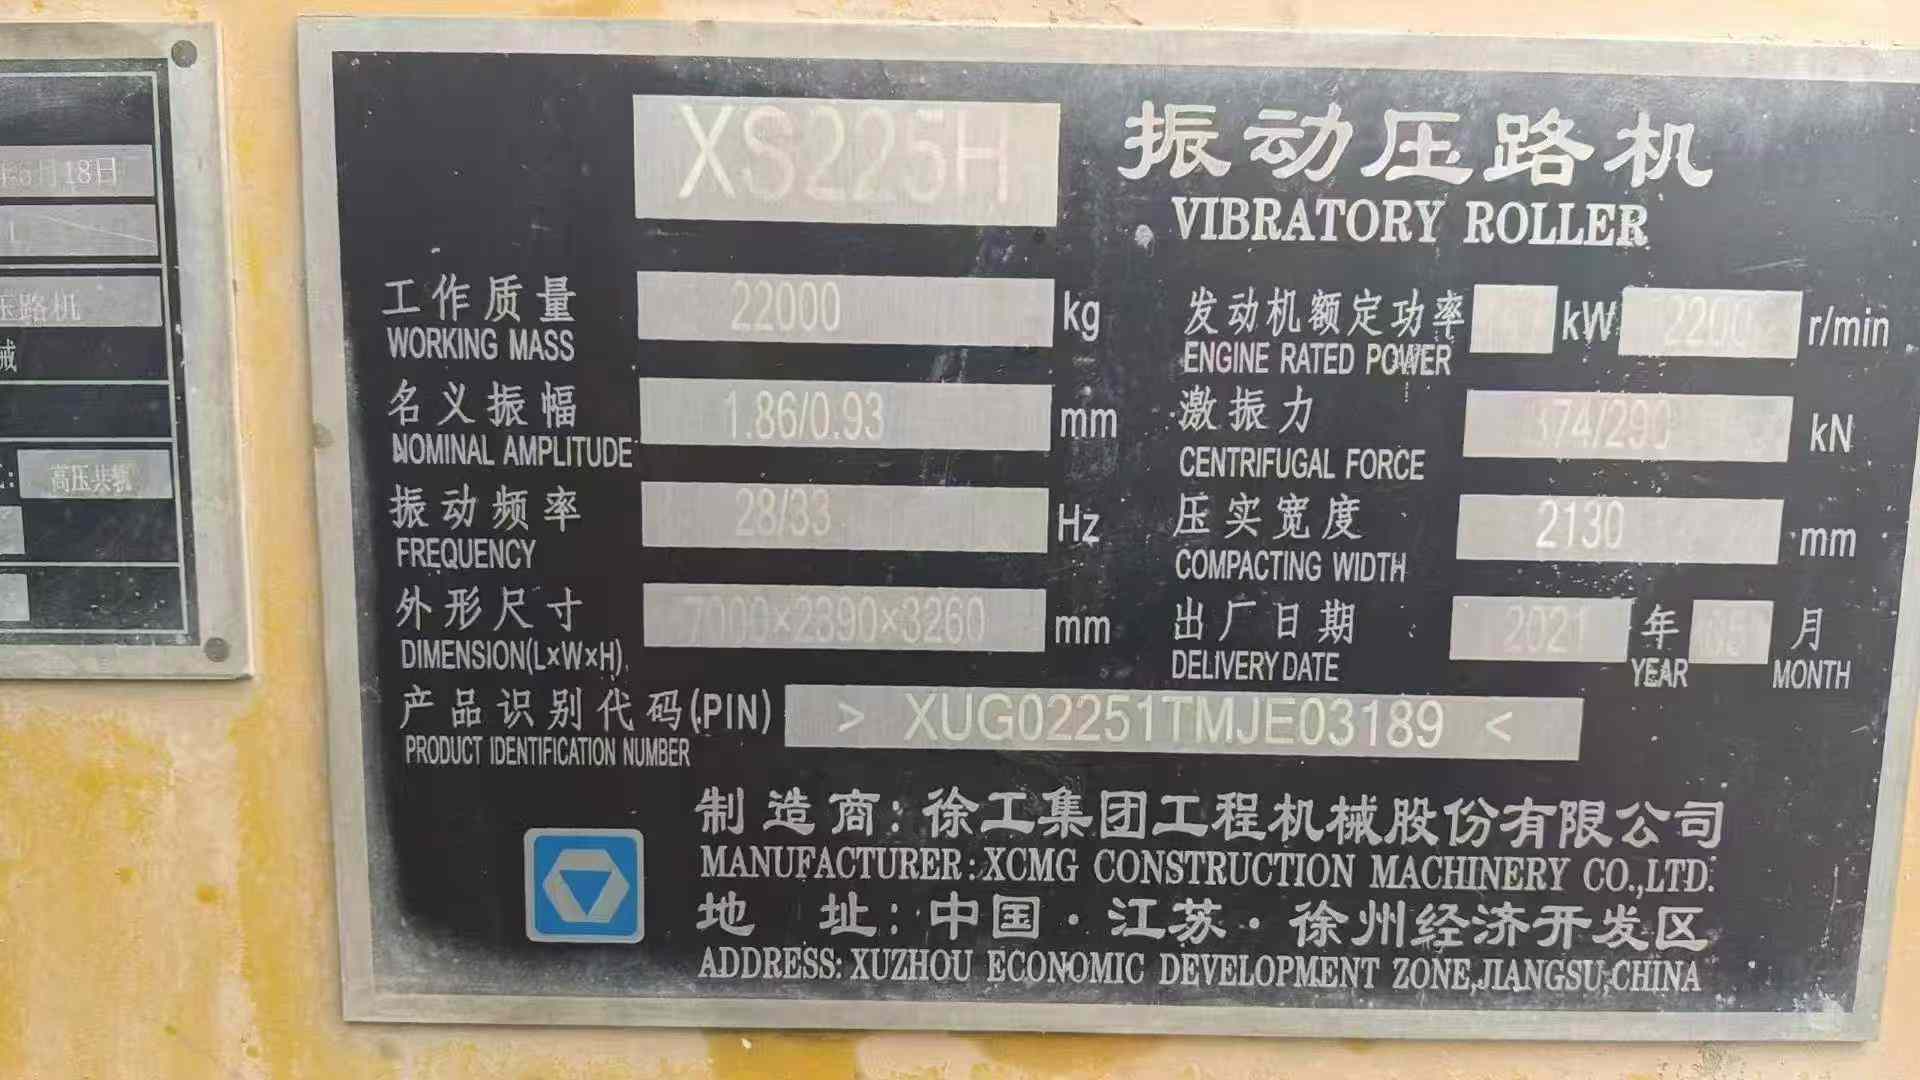 月18日
压路机
械
高压共轨
XS225H
振动压路机
VIBRATORY ROLLER
工作质量 22000 kg
WORKING MASS
发动机额定功率 kW 2200 r/min
ENGINE RATED POWER
名义振幅 1.86/0.93 mm
NOMINAL AMPLITUDE
激振力 374/290 kN
CENTRIFUGAL FORCE
振动频率 28/33 Hz
FREQUENCY
压实宽度 2130 mm
COMPACTING WIDTH
外形尺寸 7000×2390×3260 mm
DIMENSION(L×W×H)
出厂日期 2021 年 05 月
DELIVERY DATE YEAR MONTH
产品识别代码(PIN) > XUG02251TMJE03189 <
PRODUCT IDENTIFICATION NUMBER
制造商:徐工集团工程机械股份有限公司
MANUFACTURER:XCMG CONSTRUCTION MACHINERY CO.,LTD.
地 址:中国·江苏·徐州经济开发区
ADDRESS: XUZHOU ECONOMIC DEVELOPMENT ZONE,JIANGSU,CHINA